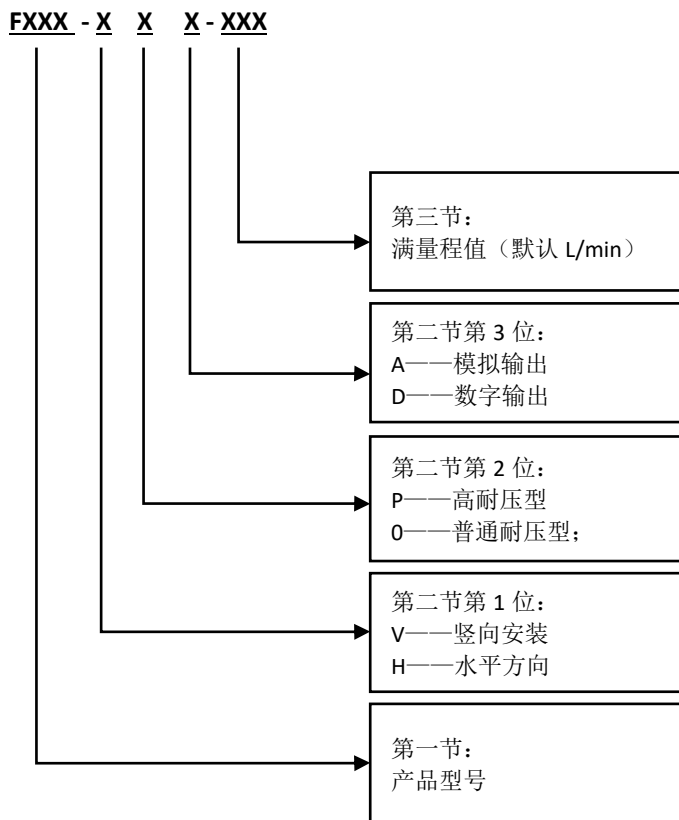 FXXX - X X X - XXX
第三节：
满量程值（默认 L/min）
第二节第 3 位：
A——模拟输出
D——数字输出
第二节第 2 位：
P——高耐压型
0——普通耐压型；
第二节第 1 位：
V——竖向安装
H——水平方向
第一节：
产品型号